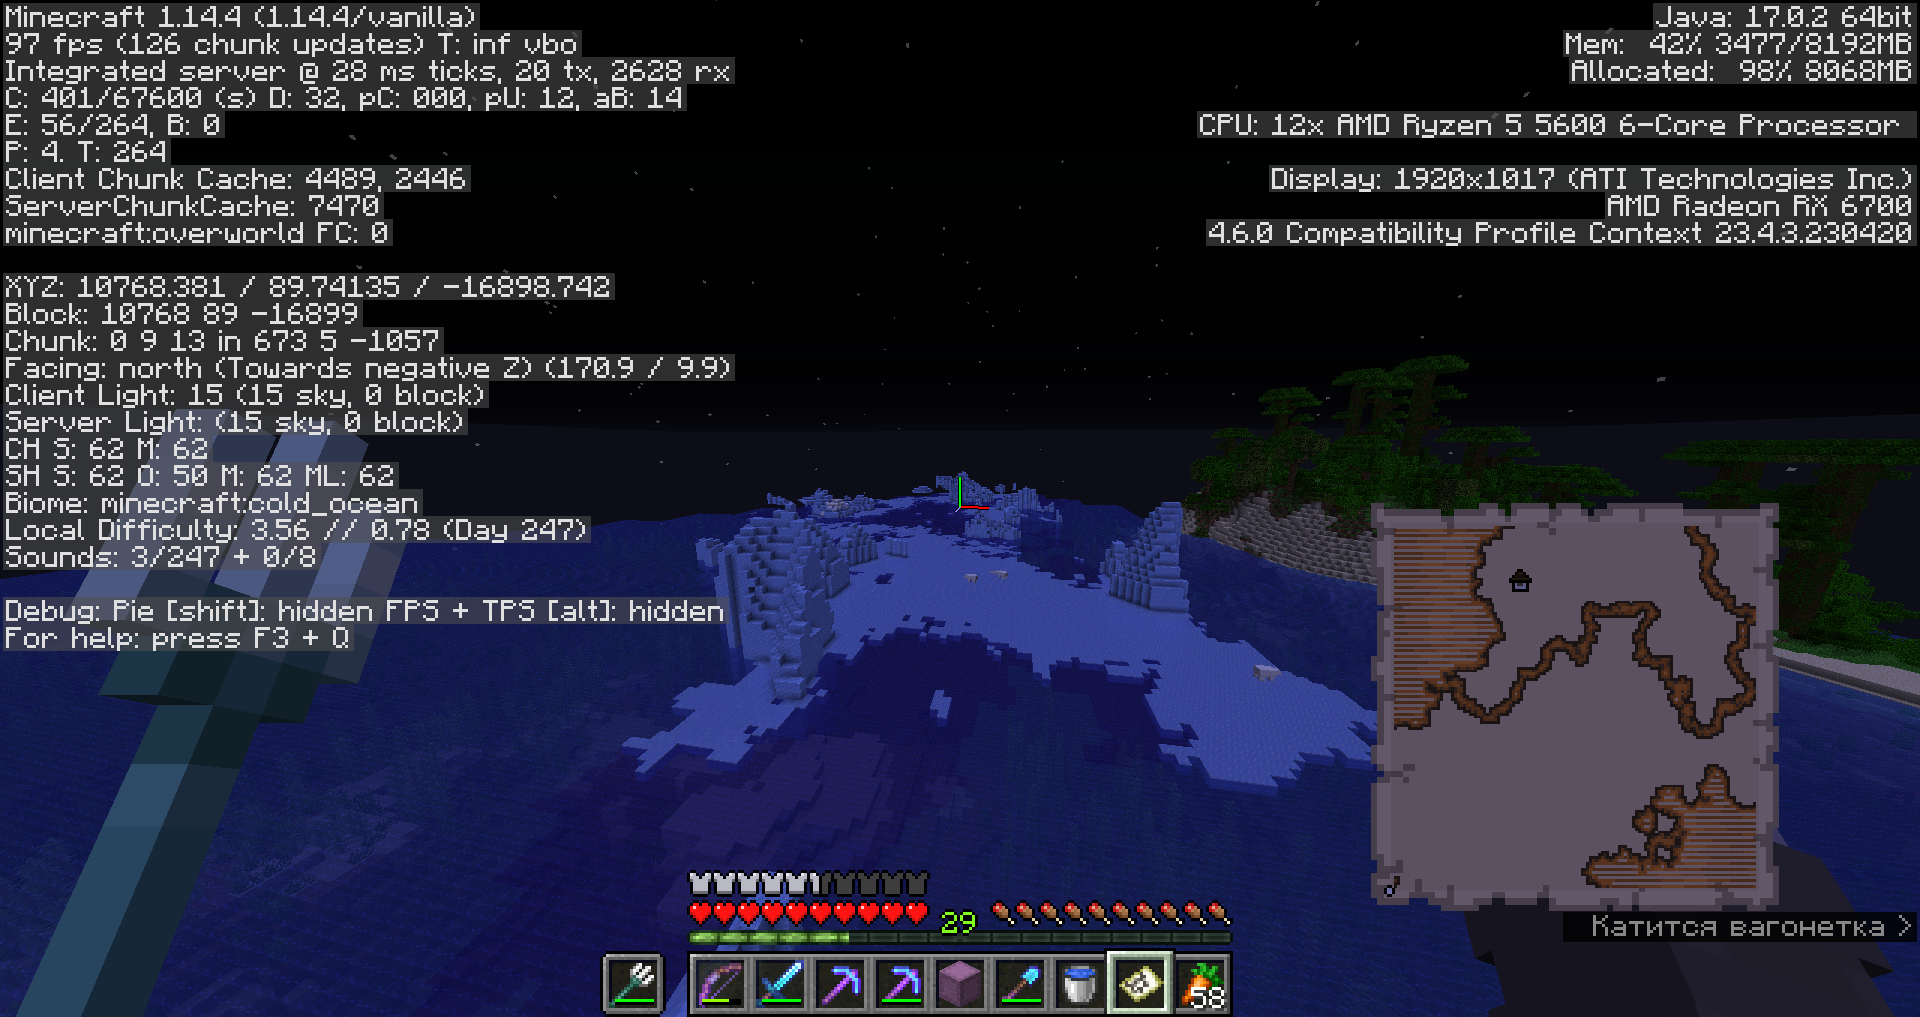 Minecraft 1.14.4 (1.14.4/vanilla)
97 fps (126 chunk updates) T: inf vbo
Integrated server @ 28 ms ticks, 20 tx, 2628 rx
C: 401/67600 (s) D: 32, pC: 000, pU: 12, aB: 14
E: 56/264, B: 0
P: 4. T: 264
Client Chunk Cache: 4489, 2446
ServerChunkCache: 7470
minecraft:overworld FC: 0
XYZ: 10768.381 / 89.74135 / -16898.742
Block: 10768 89 -16899
Chunk: 0 9 13 in 673 5 -1057
Facing: north (Towards negative Z) (170.9 / 9.9)
Client Light: 15 (15 sky, 0 block)
Server Light: (15 sky, 0 block)
CH S: 62 M: 62
SH S: 62 O: 50 M: 62 ML: 62
Biome: minecraft:cold_ocean
Local Difficulty: 3.56 // 0.78 (Day 247)
Sounds: 3/247 + 0/8
Debug: Pie [shift]: hidden FPS + TPS [alt]: hidden
For help: press F3 + Q
Java: 17.0.2 64bit
Mem: 42% 3477/8192MB
Allocated: 98% 8068MB
CPU: 12x AMD Ryzen 5 5600 6-Core Processor
Display: 1920x1017 (ATI Technologies Inc.)
AMD Radeon RX 6700
4.6.0 Compatibility Profile Context 23.4.3.230420
Катится вагонетка >
29
58